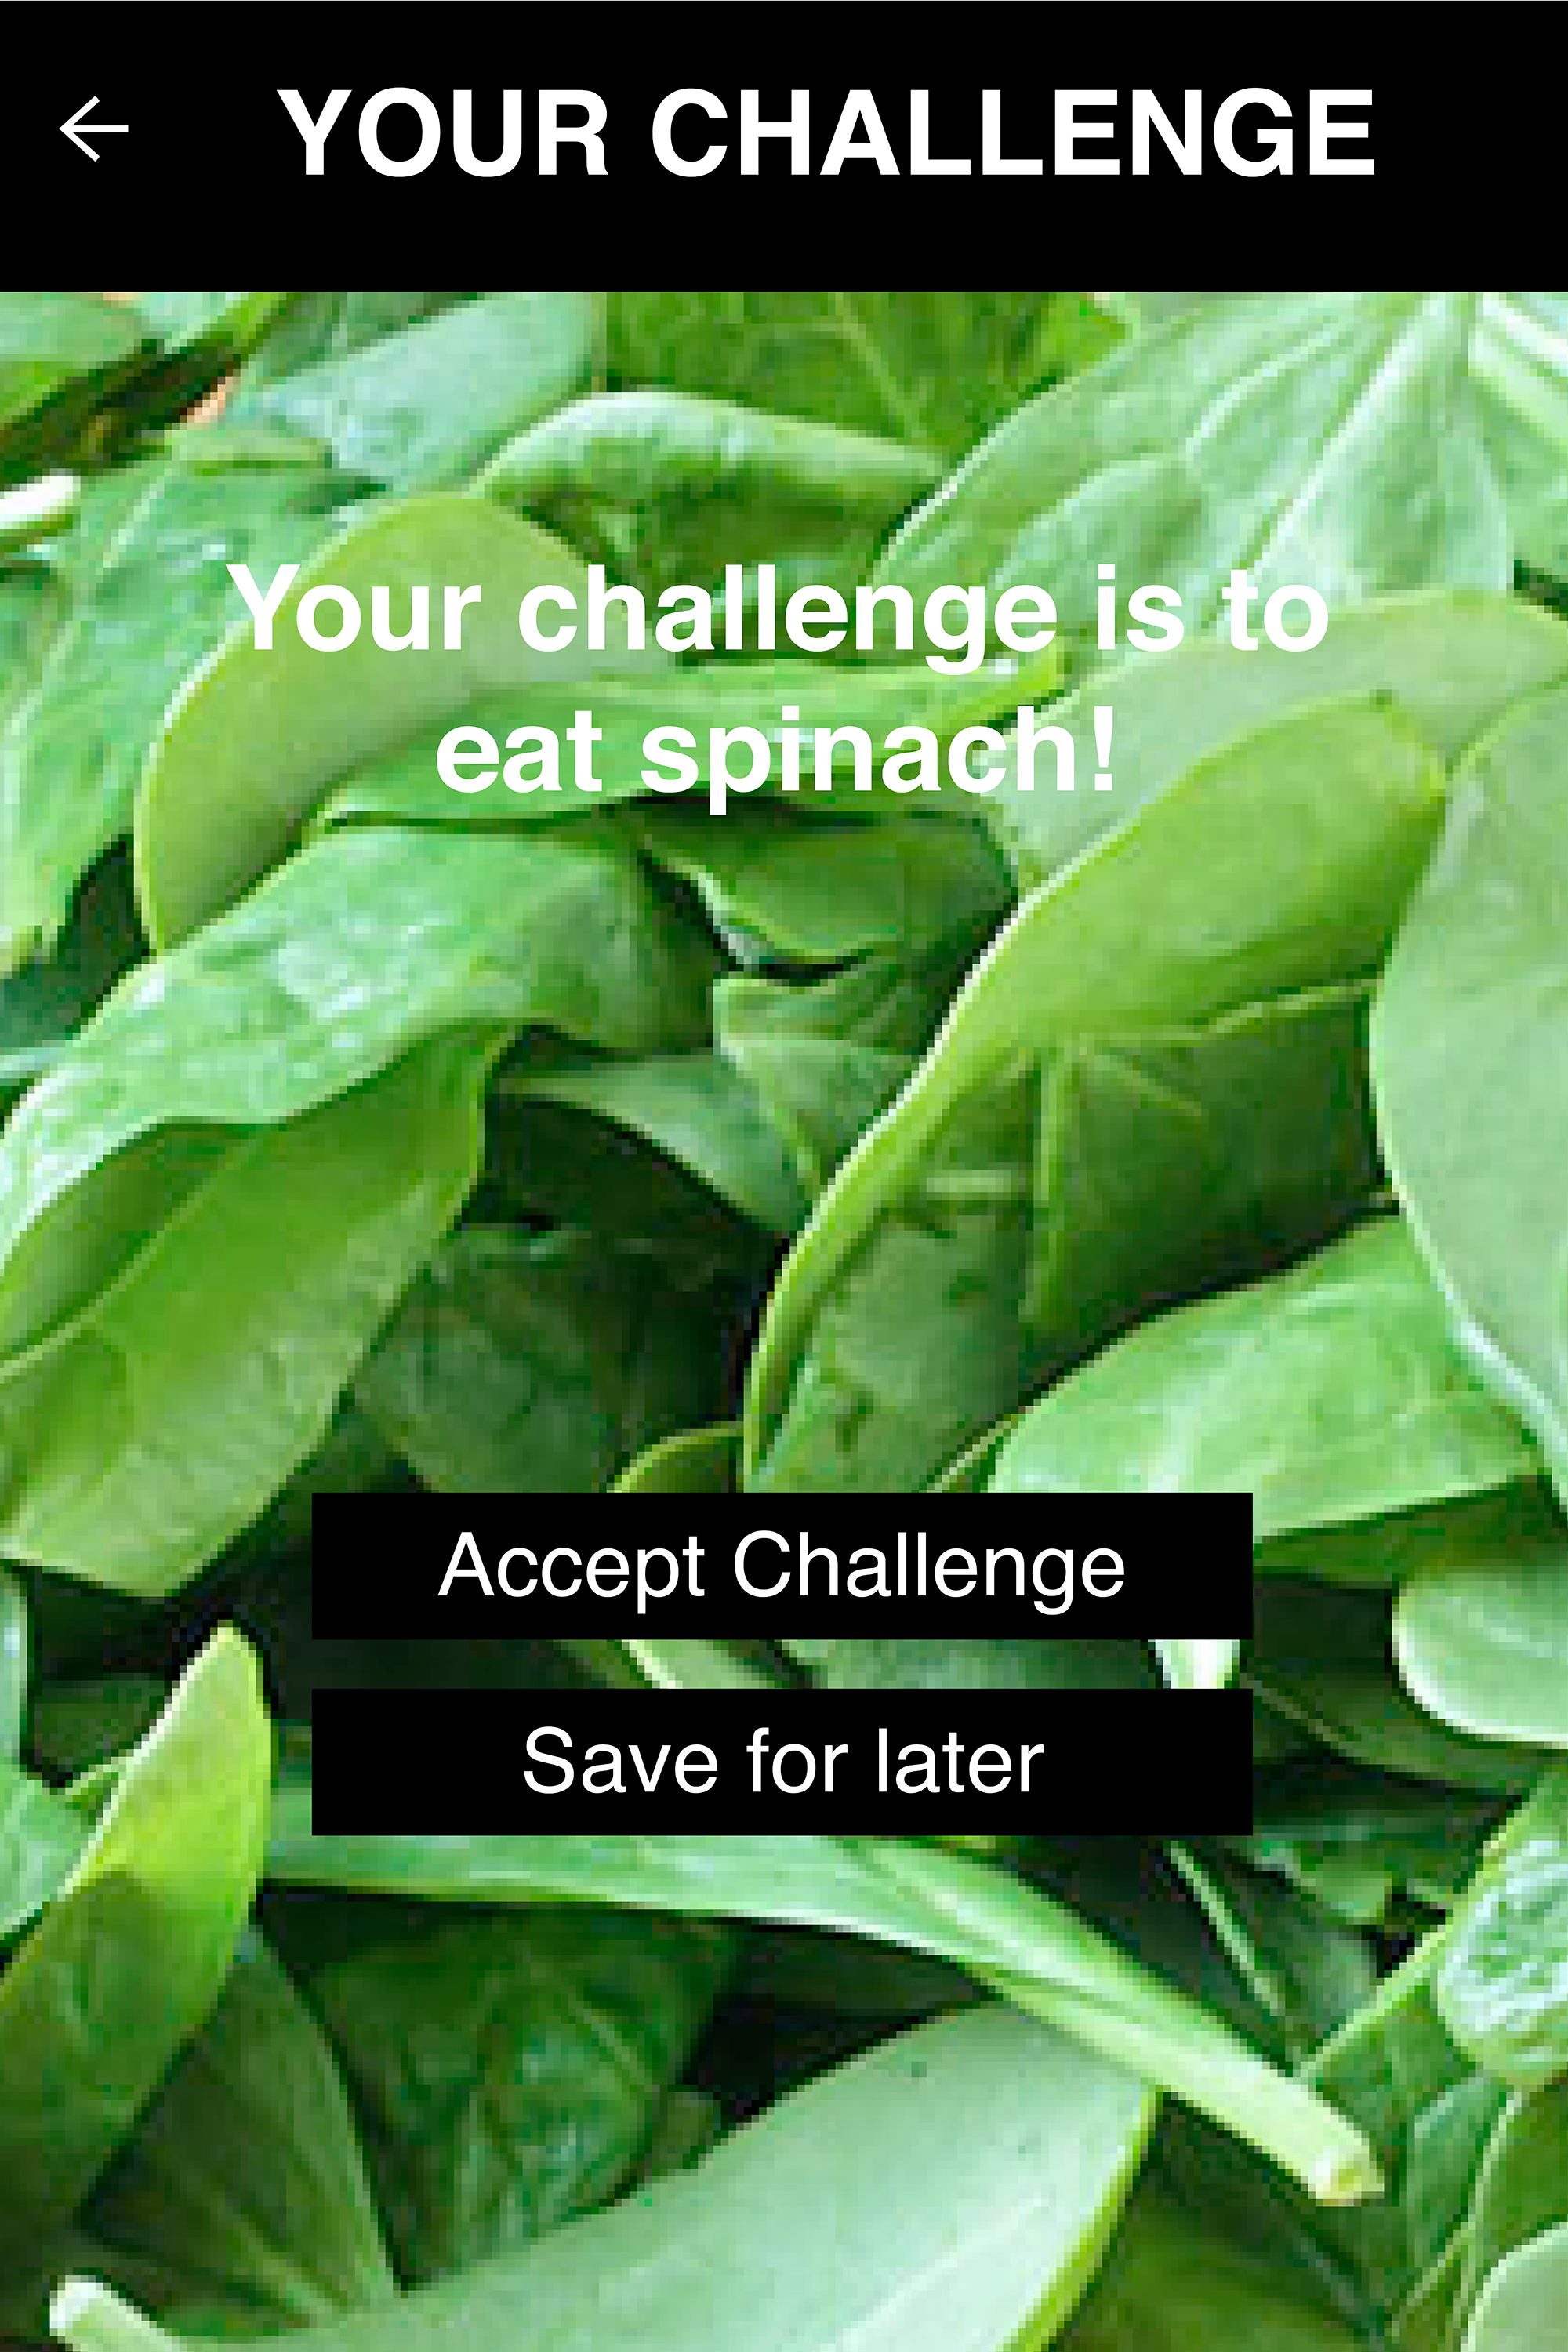 YOUR CHALLENGE
Your challenge is to
eat spinach!
Accept Challenge
Save for later